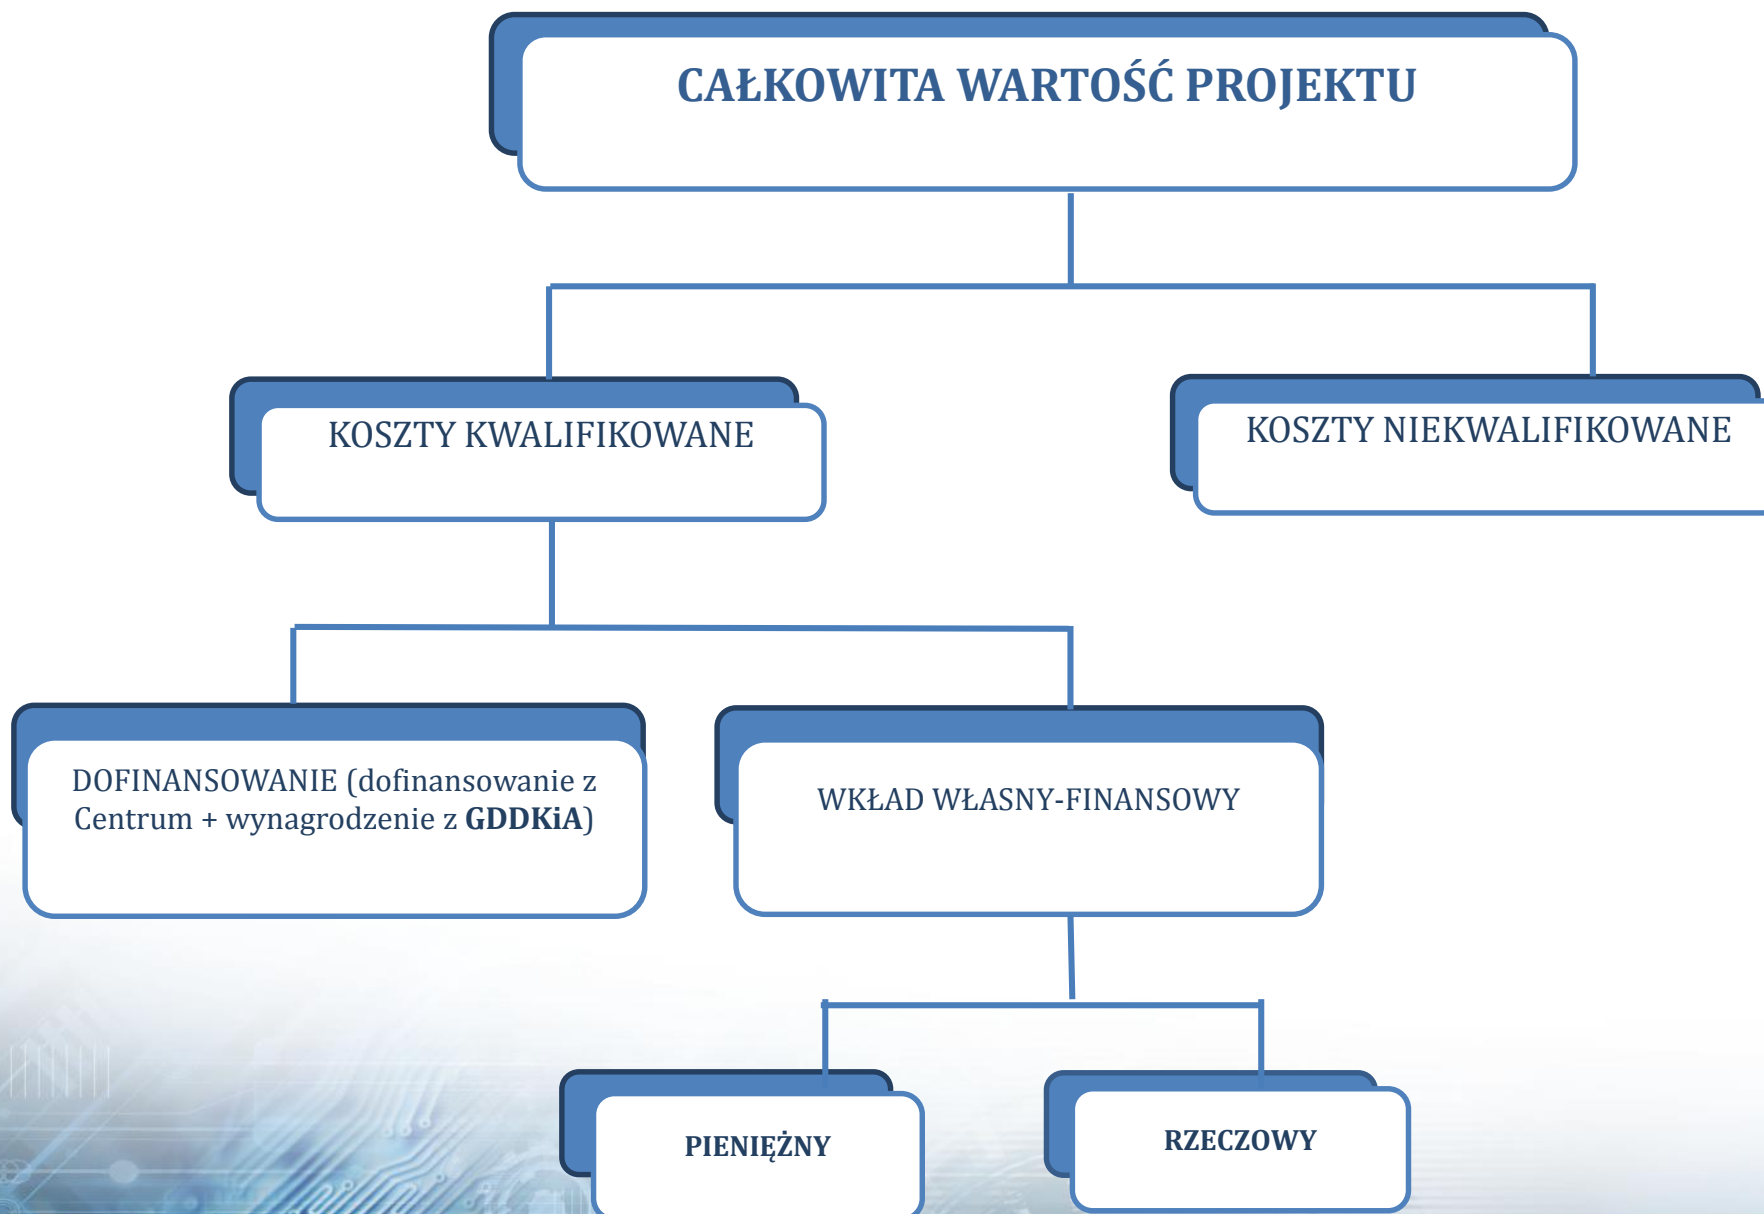 CAŁKOWITA WARTOŚĆ PROJEKTU
KOSZTY KWALIFIKOWANE
KOSZTY NIEKWALIFIKOWANE
DOFINANSOWANIE (dofinansowanie z
Centrum + wynagrodzenie z GDDKiA)
WKŁAD WŁASNY-FINANSOWY
PIENIĘŻNY
RZECZOWY